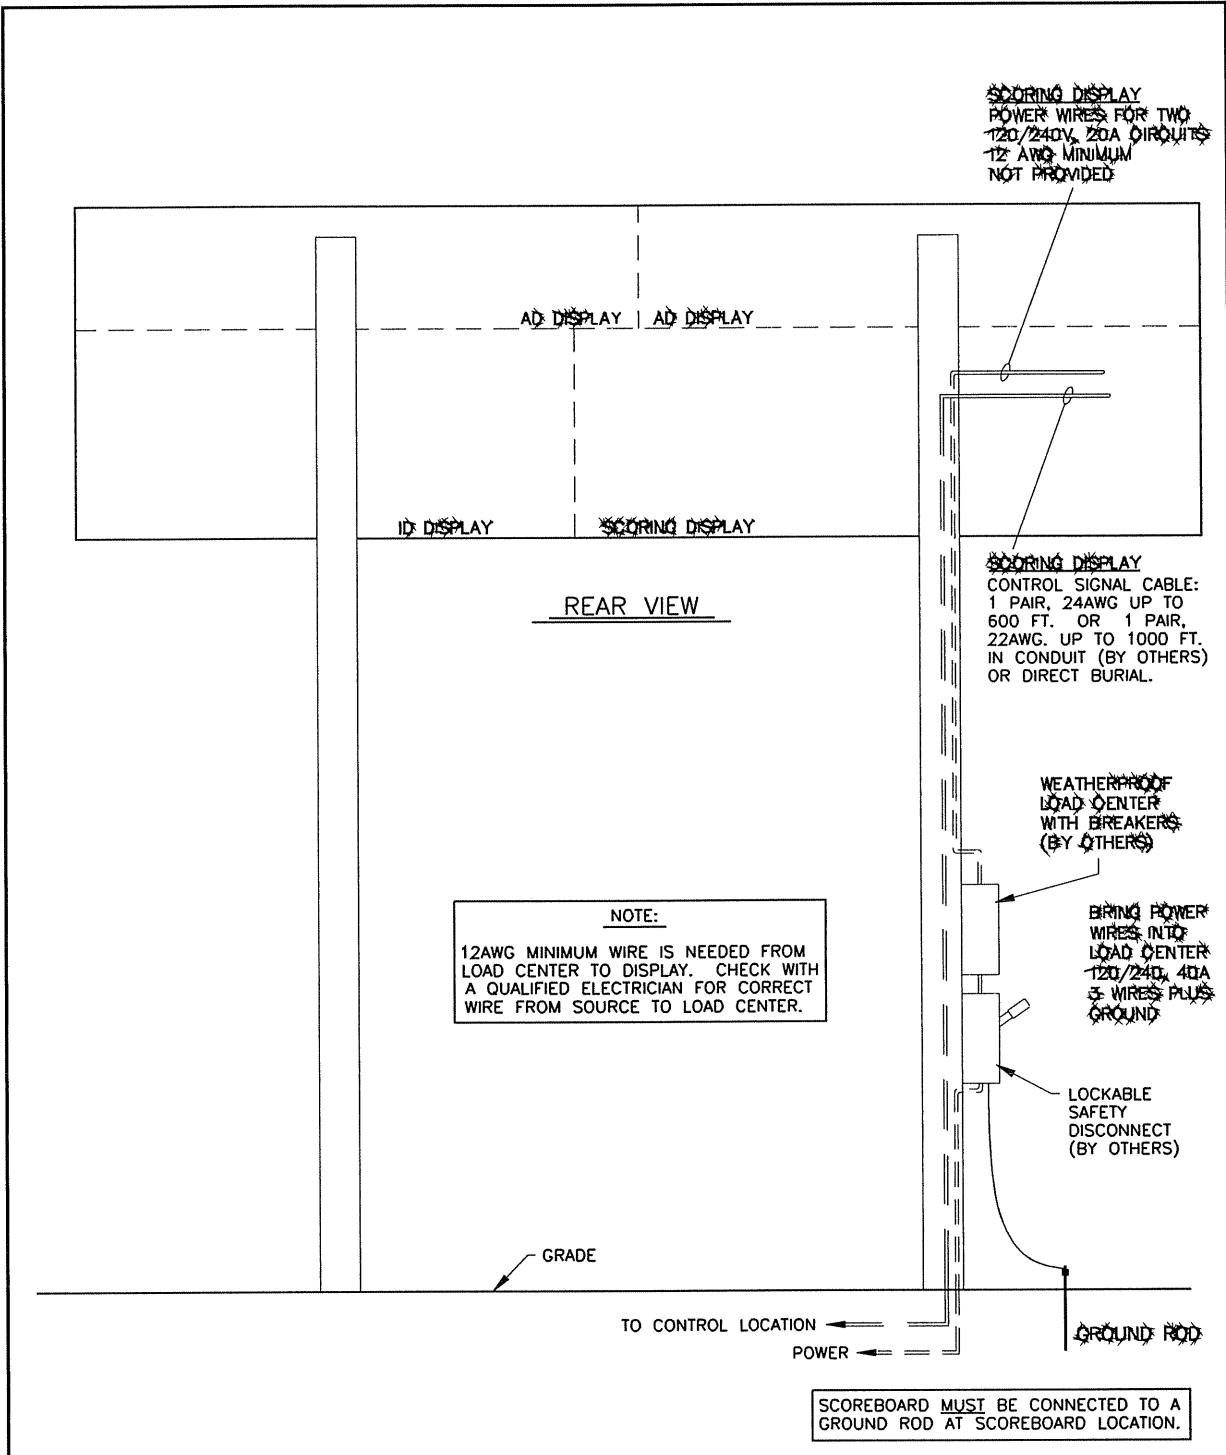 SCORING DISPLAY
POWER WIRES FOR TWO
120/240V, 20A CIRCUITS
12 AWG MINIMUM
NOT PROVIDED
AD DISPLAY
AD DISPLAY
ID DISPLAY
SCORING DISPLAY
REAR VIEW
SCORING DISPLAY
CONTROL SIGNAL CABLE:
1 PAIR, 24AWG UP TO
600 FT. OR 1 PAIR,
22AWG. UP TO 1000 FT.
IN CONDUIT (BY OTHERS)
OR DIRECT BURIAL.
WEATHERPROOF
LOAD CENTER
WITH BREAKERS
(BY OTHERS)
NOTE:
12AWG MINIMUM WIRE IS NEEDED FROM
LOAD CENTER TO DISPLAY. CHECK WITH
A QUALIFIED ELECTRICIAN FOR CORRECT
WIRE FROM SOURCE TO LOAD CENTER.
BRING POWER
WIRES INTO
LOAD CENTER
120/240, 40A
3 WIRES PLUS
GROUND
LOCKABLE
SAFETY
DISCONNECT
(BY OTHERS)
GRADE
TO CONTROL LOCATION
POWER
GROUND ROD
SCOREBOARD MUST BE CONNECTED TO A
GROUND ROD AT SCOREBOARD LOCATION.